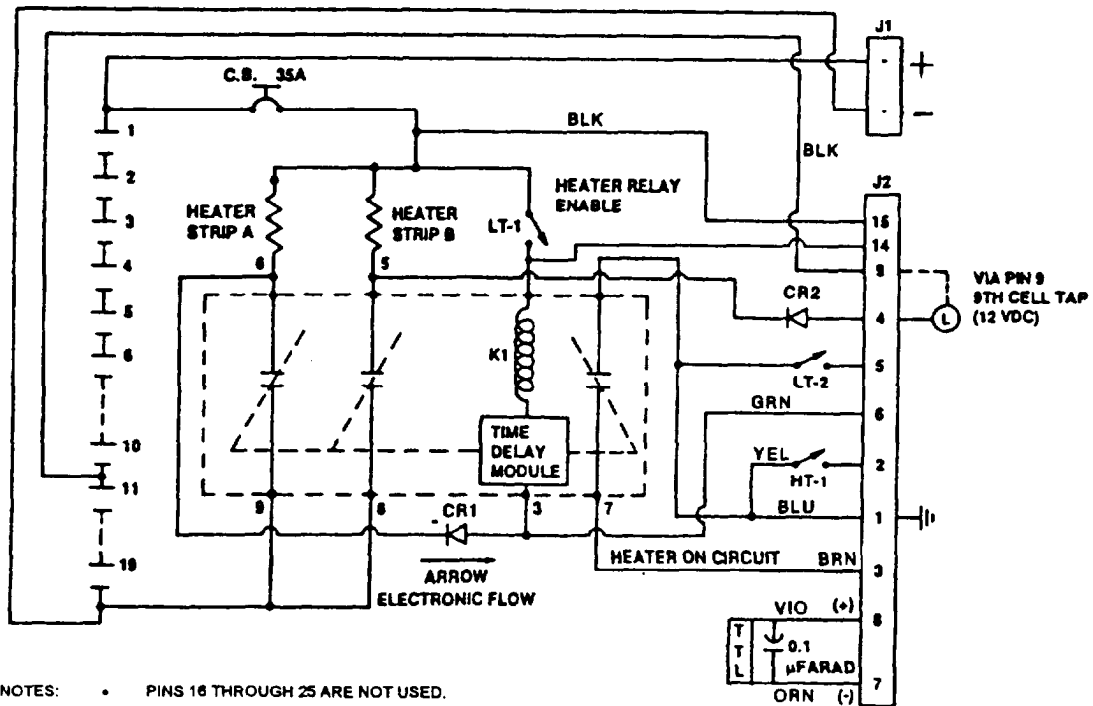 J1
+
C.B. 35A
−
1
BLK
2
BLK
J2
HEATER RELAY
ENABLE
HEATER
STRIP A
HEATER
STRIP B
LT-1
3
15
14
4
6
5
9
VIA PIN 9
9TH CELL TAP
(12 VDC)
CR2
5
4
L
6
K1
LT-2
5
GRN
6
10
TIME
DELAY
MODULE
YEL
HT-1
2
11
9
8
CR1
3
7
BLU
1
19
ARROW
ELECTRONIC FLOW
HEATER ON CIRCUIT
BRN
3
VIO
(+)
8
TTL
0.1
µFARAD
ORN
(-)
7
NOTES: • PINS 16 THROUGH 25 ARE NOT USED.